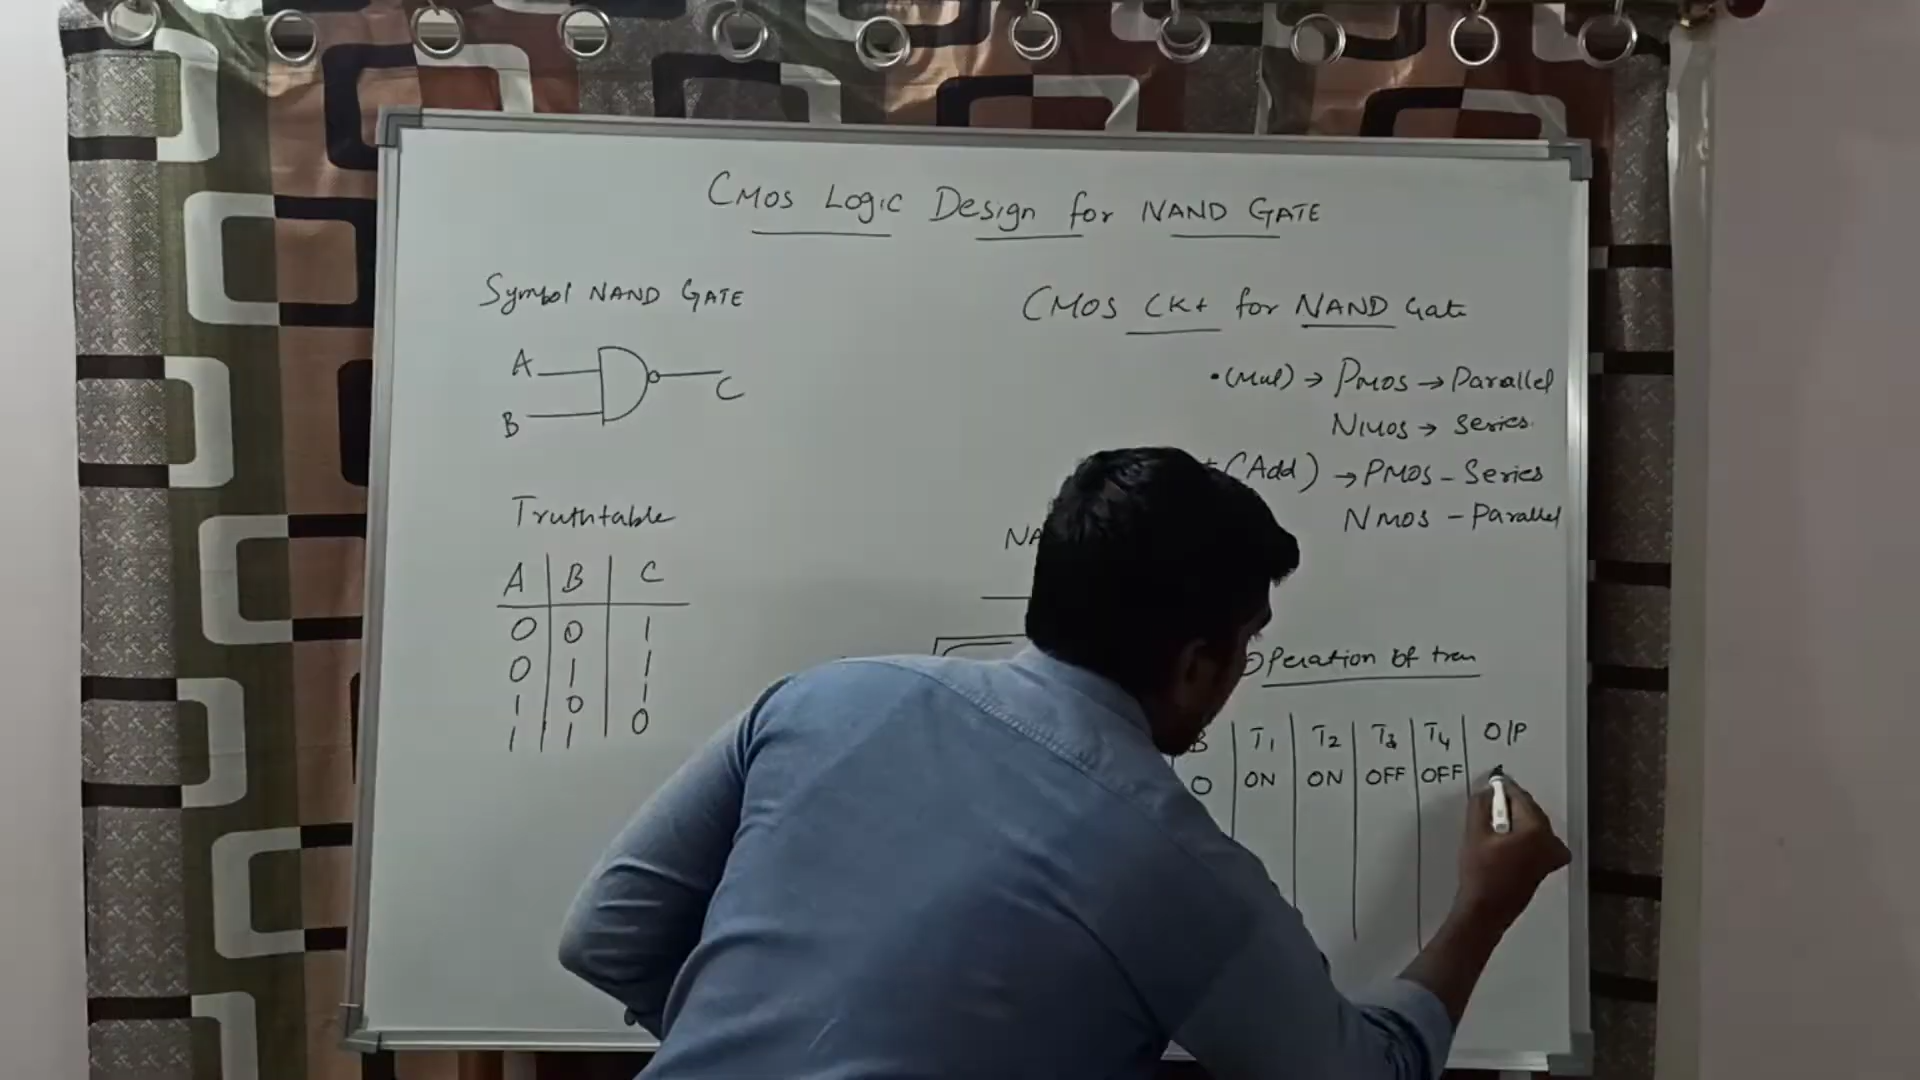 CMOS LOGIC Design for NAND GATE
Symbol NAND GATE
A
B
C
Truthtable
A B C
0 0 1
0 1 1
1 0 1
1 1 0
CMOS CKt for NAND Gate
•(Mul) → PMOS → Parallel
NMOS → Series
+(Add) → PMOS - Series
NMOS - Parallel
NA
Operation of tran
B T1 T2 T3 T4 O/P
0 ON ON OFF OFF